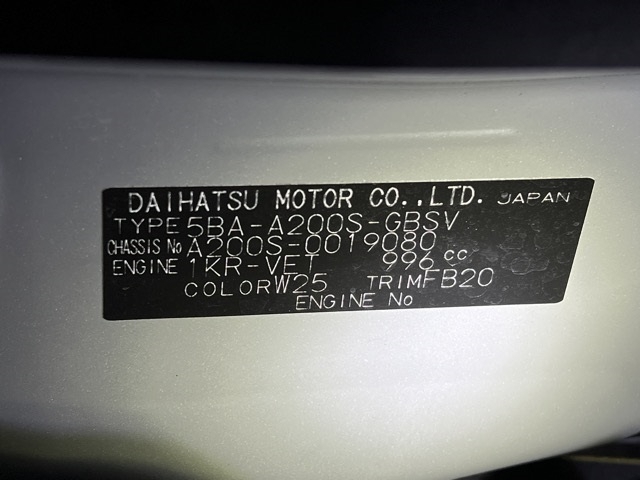 DAIHATSU MOTOR CO.,LTD. JAPAN
TYPE 5BA-A200S-GBSV
CHASSIS No A200S-0019080
ENGINE 1KR-VET 996 cc
COLOR W25 TRIM FB20
ENGINE No